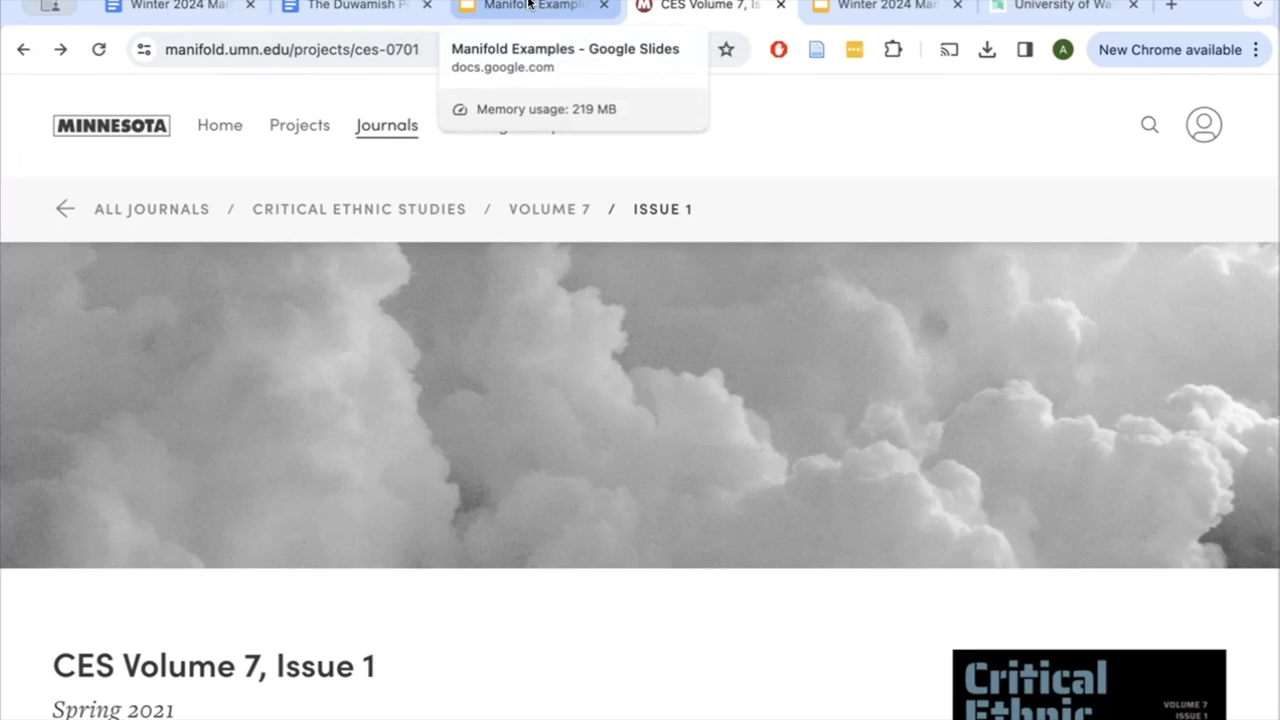 Winter 2024 Mar
The Duwamish P
Manifold Exampl
CES Volume 7, Is
Winter 2024 Mar
University of Wa
manifold.umn.edu/projects/ces-0701
New Chrome available
A
Manifold Examples - Google Slides
docs.google.com
Memory usage: 219 MB
MINNESOTA
Home
Projects
Journals
ALL JOURNALS / CRITICAL ETHNIC STUDIES / VOLUME 7 / ISSUE 1
CES Volume 7, Issue 1
Spring 2021
Critical
Ethnic
VOLUME 7
ISSUE 1